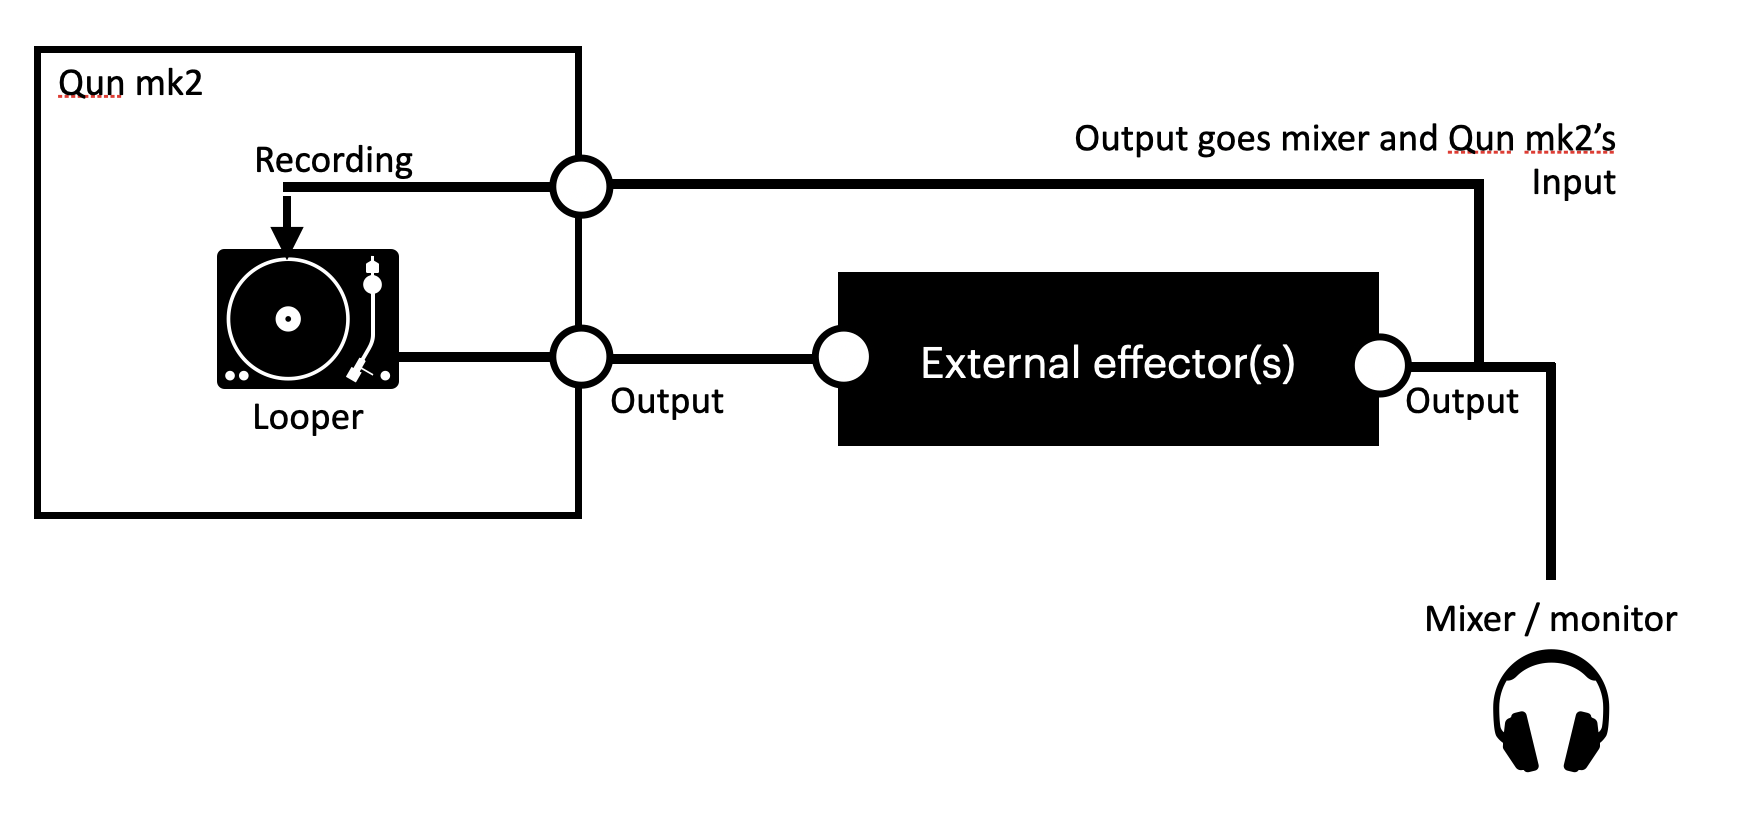 Qun mk2
Output goes mixer and Qun mk2’s
Input
Recording
External effector(s)
Looper
Output
Output
Mixer / monitor